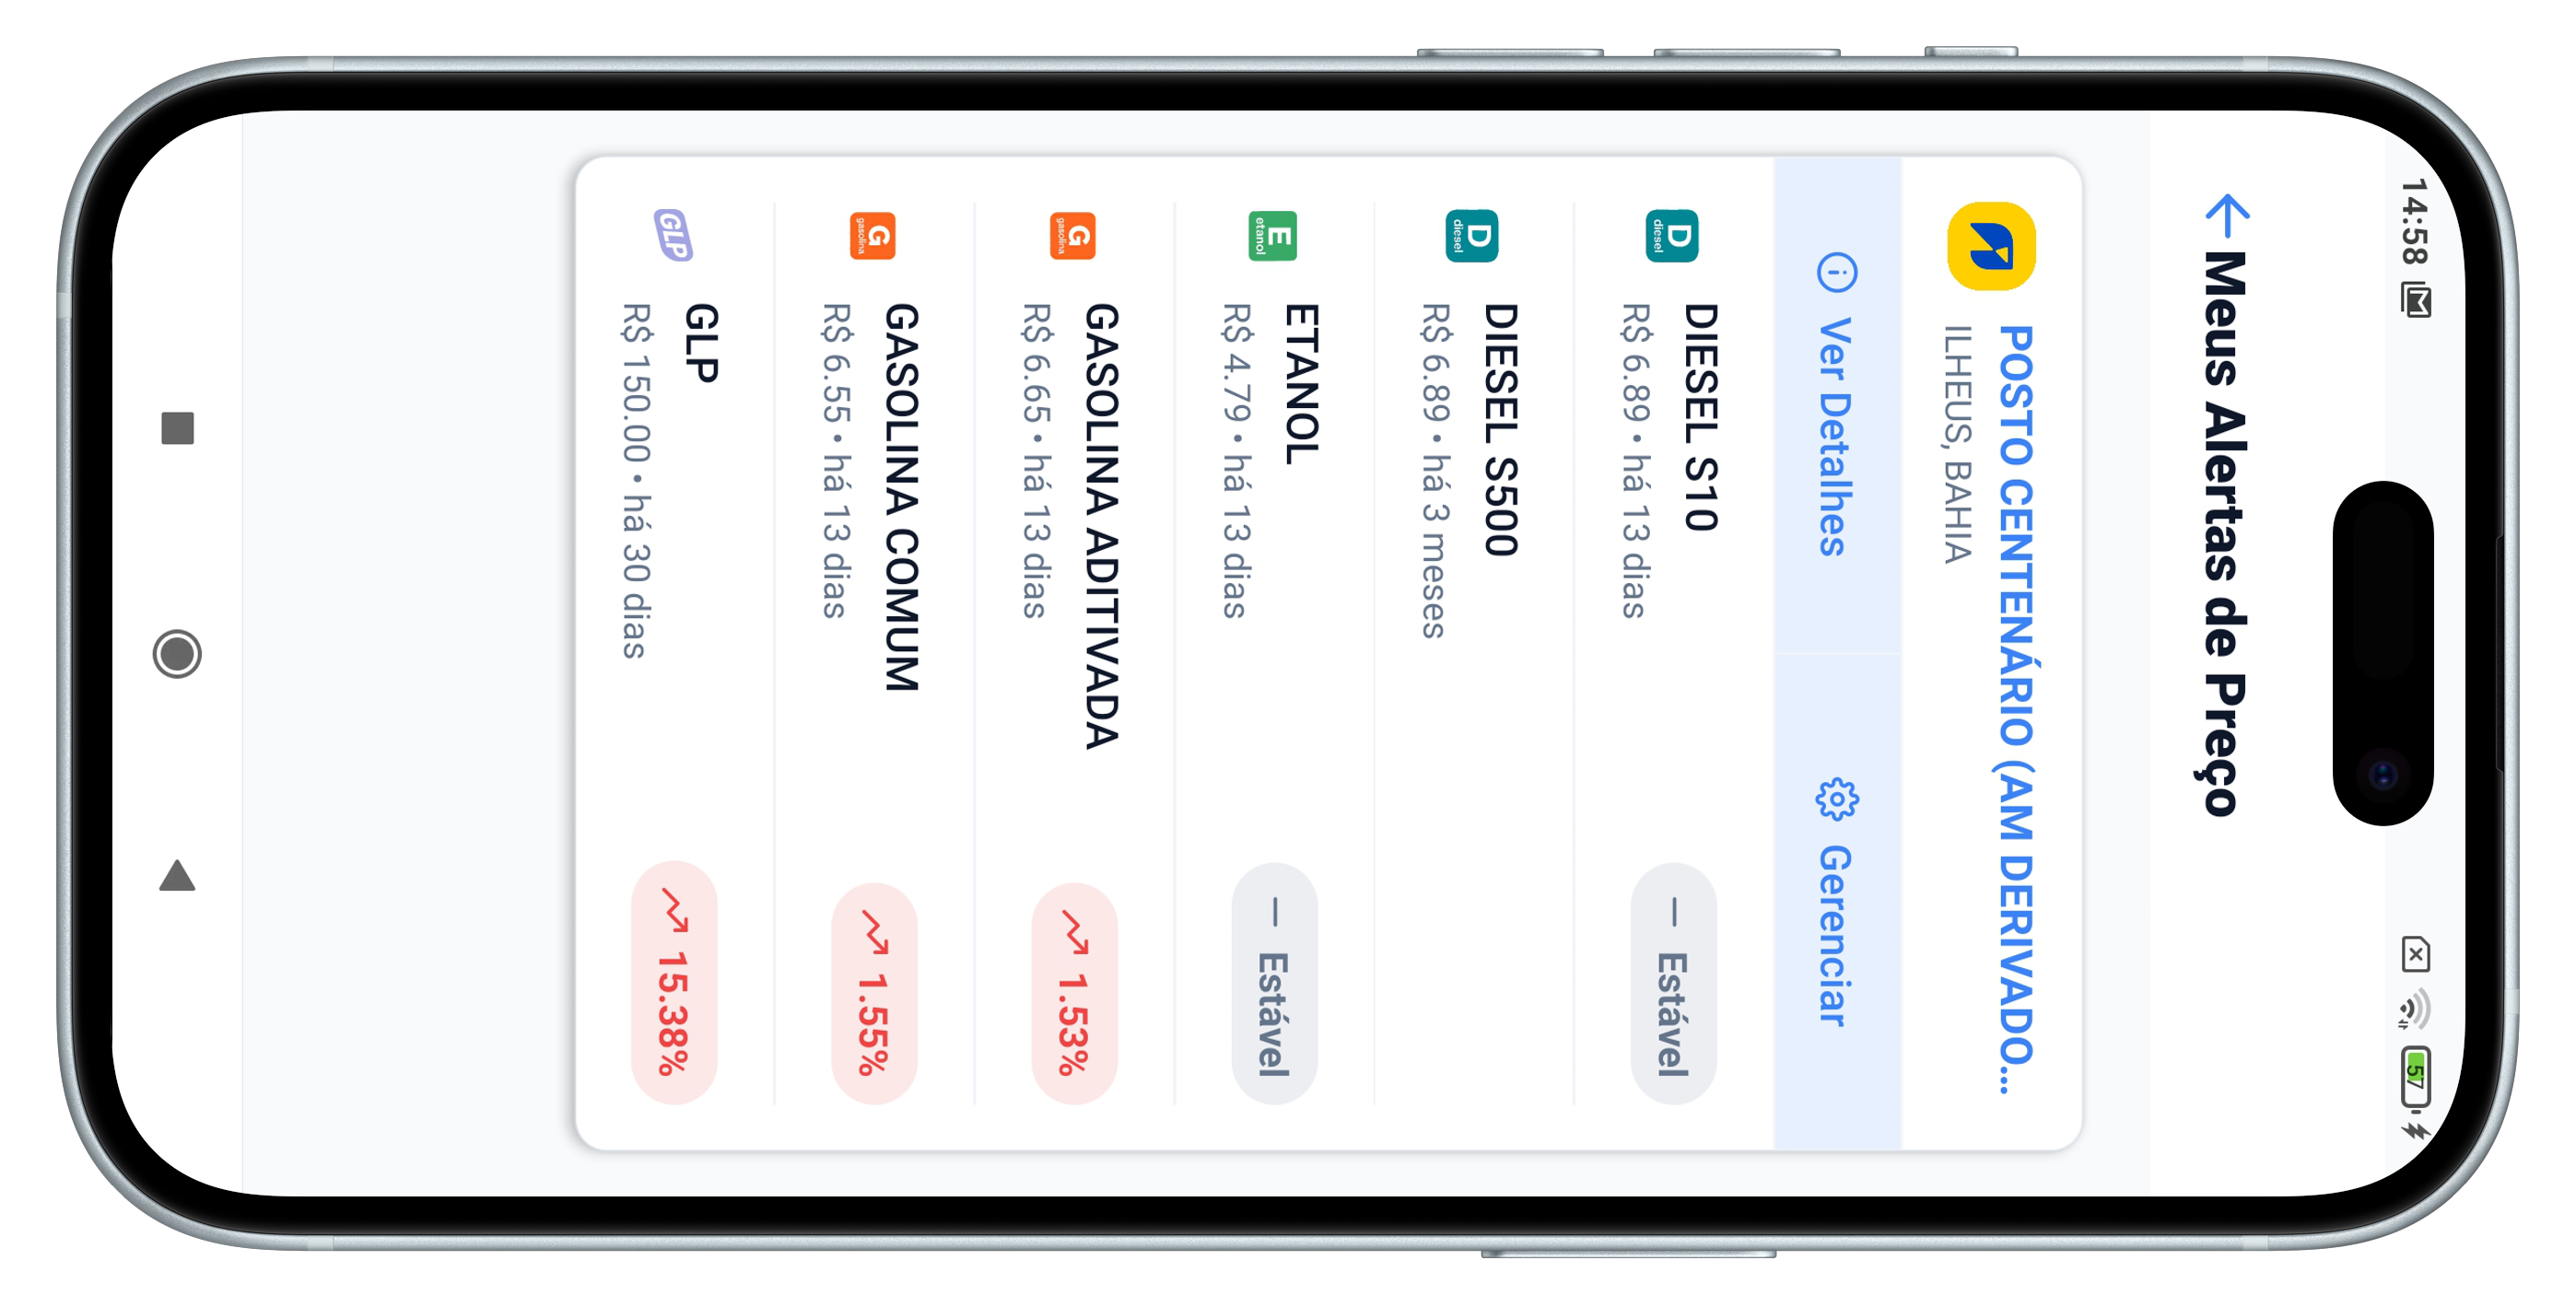 14:58
57
Meus Alertas de Preço
POSTO CENTENÁRIO (AM DERIVADO...
ILHEUS, BAHIA
Ver Detalhes
Gerenciar
D
diesel
DIESEL S10
R$ 6.89 • há 13 dias
Estável
D
diesel
DIESEL S500
R$ 6.89 • há 3 meses
E
etanol
ETANOL
R$ 4.79 • há 13 dias
Estável
G
gasolina
GASOLINA ADITIVADA
R$ 6.65 • há 13 dias
1.53%
G
gasolina
GASOLINA COMUM
R$ 6.55 • há 13 dias
1.55%
GLP
GLP
R$ 150.00 • há 30 dias
15.38%